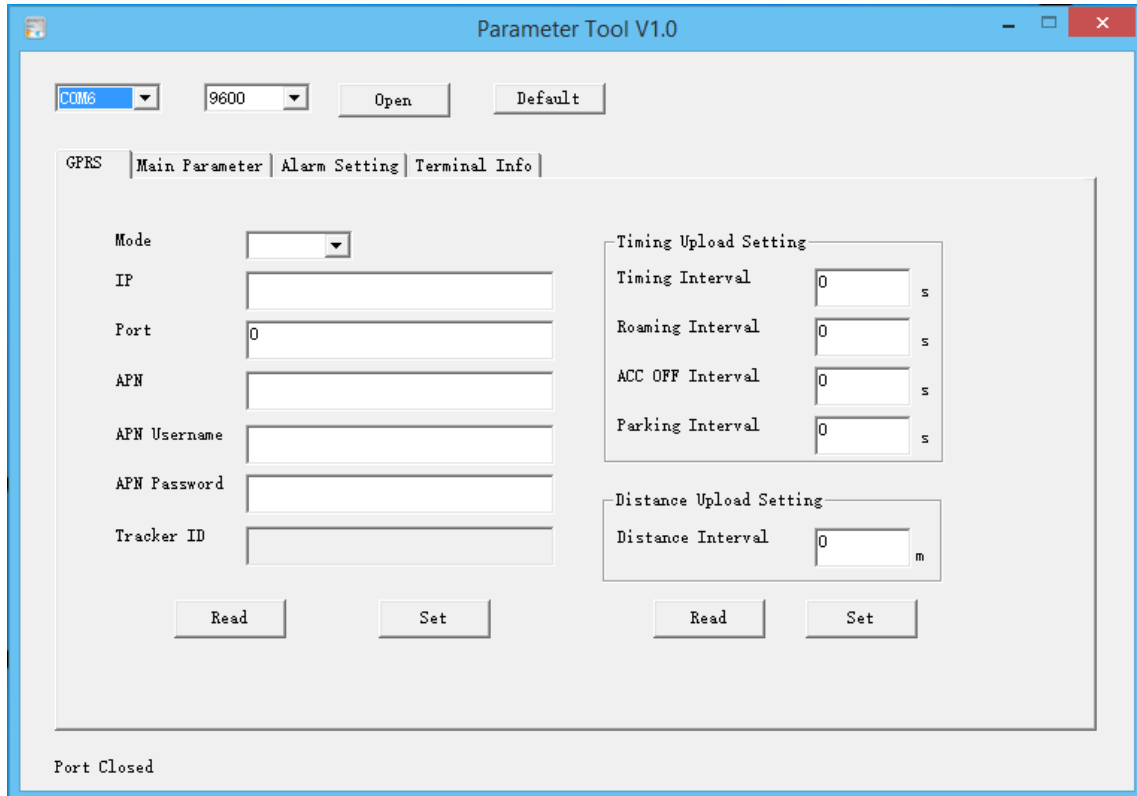 Parameter Tool V1.0
COM6 9600 Open Default
GPRS Main Parameter Alarm Setting Terminal Info
Mode
IP
Port 0
APN
APN Username
APN Password
Tracker ID
Read Set
Timing Upload Setting
Timing Interval 0 s
Roaming Interval 0 s
ACC OFF Interval 0 s
Parking Interval 0 s
Distance Upload Setting
Distance Interval 0 m
Read Set
Port Closed